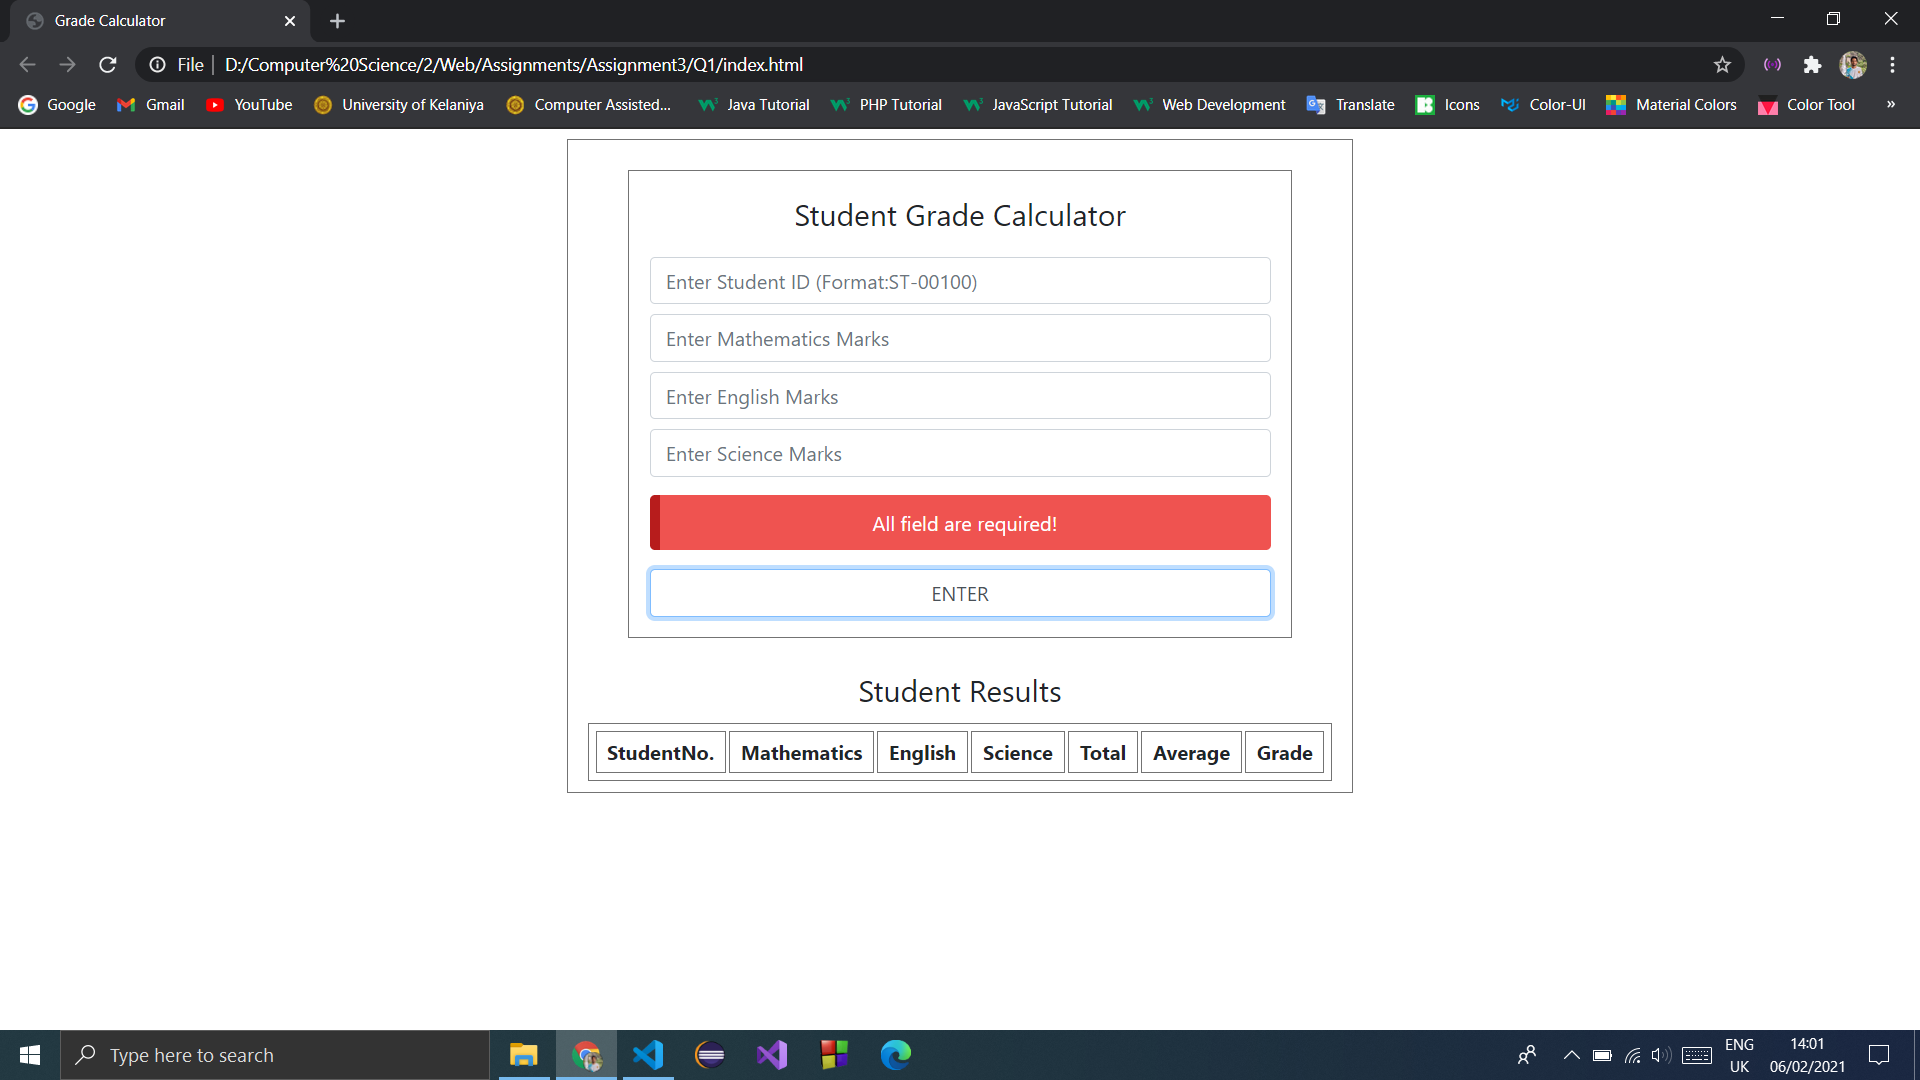 Grade Calculator
File | D:/Computer%20Science/2/Web/Assignments/Assignment3/Q1/index.html
Google Gmail YouTube University of Kelaniya Computer Assisted... Java Tutorial PHP Tutorial JavaScript Tutorial Web Development Translate Icons Color-UI Material Colors Color Tool »
Student Grade Calculator
Enter Student ID (Format:ST-00100)
Enter Mathematics Marks
Enter English Marks
Enter Science Marks
All field are required!
ENTER
Student Results
StudentNo. Mathematics English Science Total Average Grade
Type here to search
ENG 14:01
UK 06/02/2021